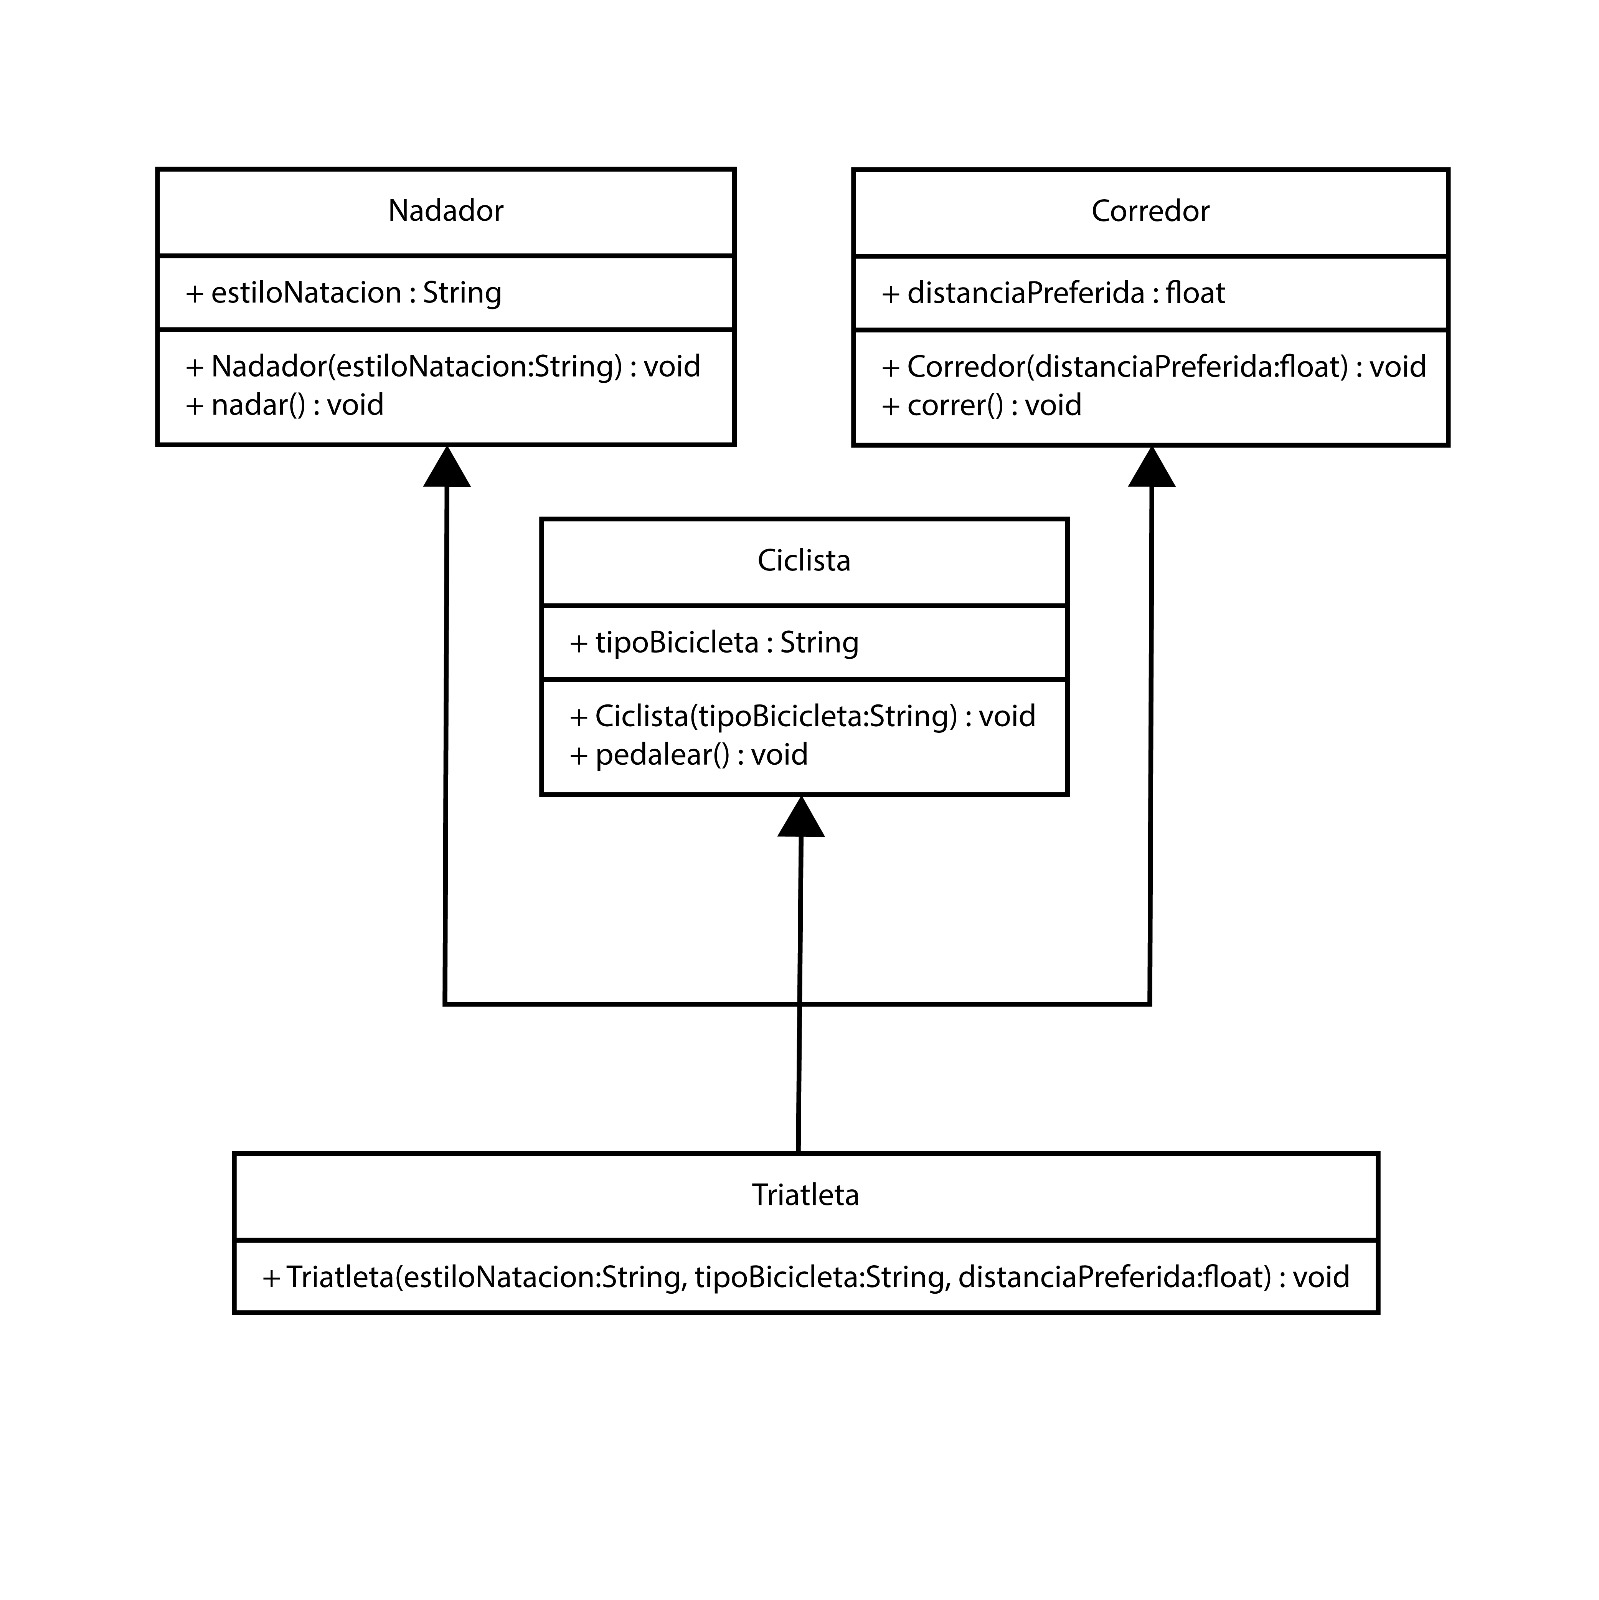 Nadador
+ estiloNatacion : String
+ Nadador(estiloNatacion:String) : void
+ nadar() : void
Corredor
+ distanciaPreferida : float
+ Corredor(distanciaPreferida:float) : void
+ correr() : void
Ciclista
+ tipoBicicleta : String
+ Ciclista(tipoBicicleta:String) : void
+ pedalear() : void
Triatleta
+ Triatleta(estiloNatacion:String, tipoBicicleta:String, distanciaPreferida:float) : void